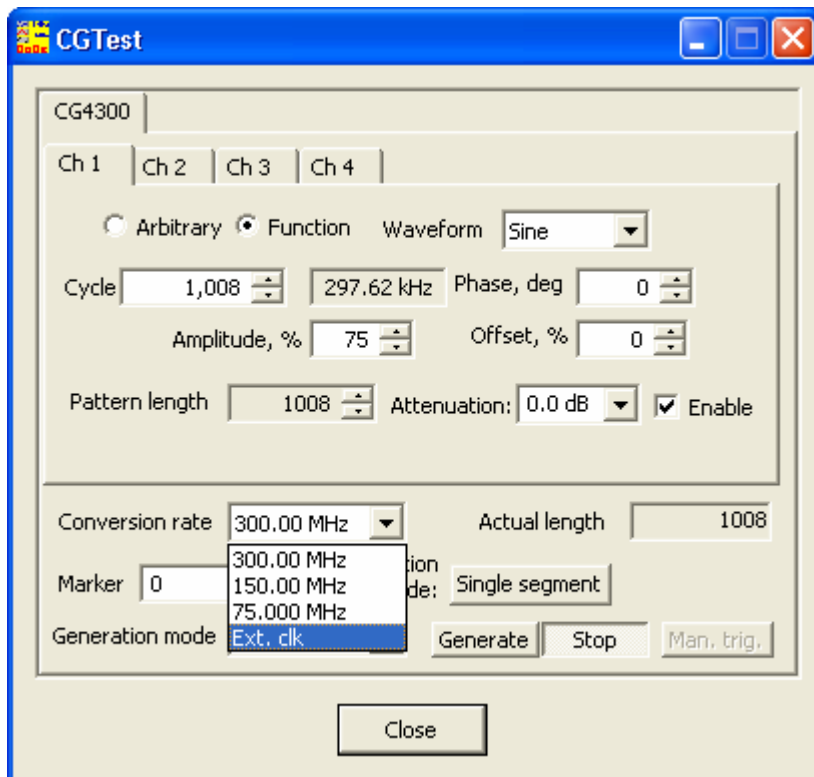 CGTest
CG4300
Ch 1 Ch 2 Ch 3 Ch 4
Arbitrary Function Waveform Sine
Cycle 1,008 297.62 kHz Phase, deg 0
Amplitude, % 75 Offset, % 0
Pattern length 1008 Attenuation: 0.0 dB Enable
Conversion rate 300.00 MHz Actual length 1008
300.00 MHz
150.00 MHz
75.000 MHz
Ext. clk
Marker 0 tion
de: Single segment
Generation mode Generate Stop Man. trig.
Close